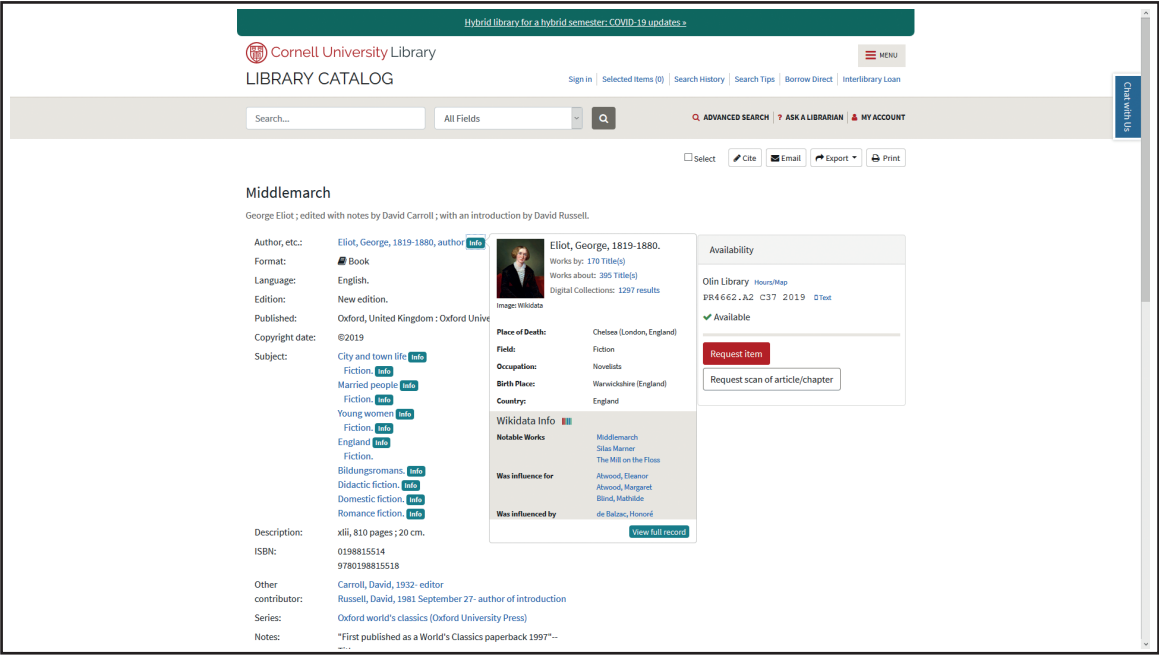 Hybrid library for a hybrid semester: COVID-19 updates »
Cornell University Library
MENU
LIBRARY CATALOG
Sign in
Selected Items (0)
Search History
Search Tips
Borrow Direct
Interlibrary Loan
Chat with Us
Search...
All Fields
ADVANCED SEARCH
? ASK A LIBRARIAN
MY ACCOUNT
Select
Cite
Email
Export
Print
Middlemarch
George Eliot ; edited with notes by David Carroll ; with an introduction by David Russell.
Author, etc.: Eliot, George, 1819-1880, author Info
Format: Book
Language: English.
Edition: New edition.
Published: Oxford, United Kingdom : Oxford Unive
Copyright date: ©2019
Subject: City and town life Info
Fiction. Info
Married people Info
Fiction. Info
Young women Info
Fiction. Info
England Info
Fiction.
Bildungsromans. Info
Didactic fiction. Info
Domestic fiction. Info
Romance fiction. Info
Description: xlii, 810 pages ; 20 cm.
ISBN: 0198815514
9780198815518
Other contributor: Carroll, David, 1932- editor
Russell, David, 1981 September 27- author of introduction
Series: Oxford world's classics (Oxford University Press)
Notes: "First published as a World's Classics paperback 1997"--
Eliot, George, 1819-1880.
Works by: 170 Title(s)
Works about: 395 Title(s)
Digital Collections: 1297 results
Image: Wikidata
Place of Death: Chelsea (London, England)
Field: Fiction
Occupation: Novelists
Birth Place: Warwickshire (England)
Country: England
Wikidata Info
Notable Works Middlemarch
Silas Marner
The Mill on the Floss
Was influence for Atwood, Eleanor
Atwood, Margaret
Blind, Mathilde
Was influenced by de Balzac, Honoré
View full record
Availability
Olin Library Hours/Map
PR4662.A2 C37 2019 Text
Available
Request item
Request scan of article/chapter